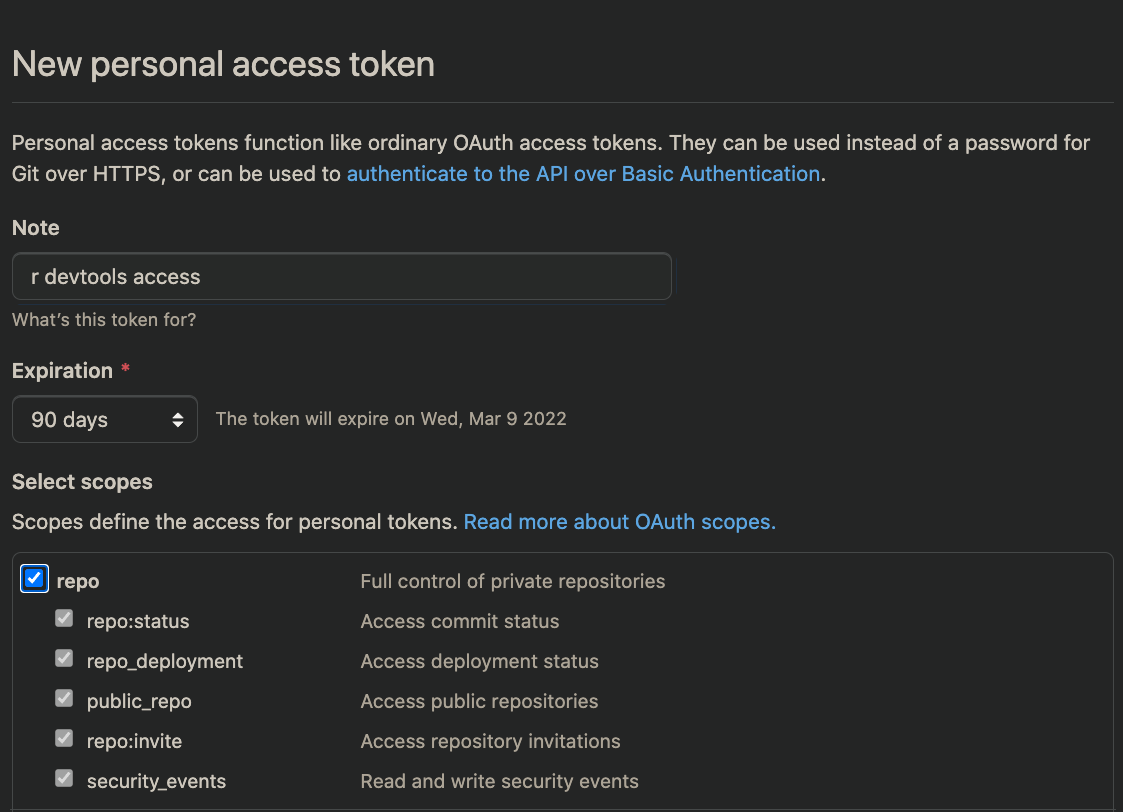 New personal access token
Personal access tokens function like ordinary OAuth access tokens. They can be used instead of a password for
Git over HTTPS, or can be used to authenticate to the API over Basic Authentication.
Note
r devtools access
What’s this token for?
Expiration *
90 days The token will expire on Wed, Mar 9 2022
Select scopes
Scopes define the access for personal tokens. Read more about OAuth scopes.
repo Full control of private repositories
repo:status Access commit status
repo_deployment Access deployment status
public_repo Access public repositories
repo:invite Access repository invitations
security_events Read and write security events